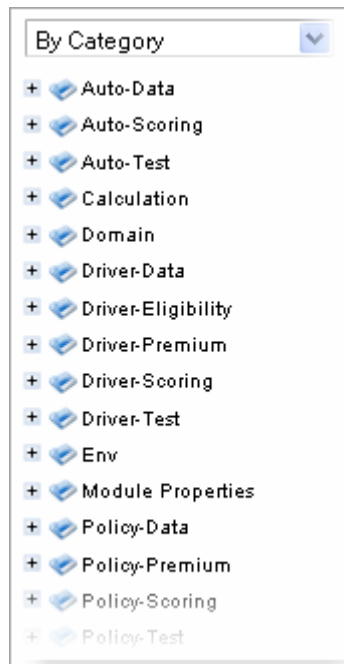 By Category
Auto-Data
Auto-Scoring
Auto-Test
Calculation
Domain
Driver-Data
Driver-Eligibility
Driver-Premium
Driver-Scoring
Driver-Test
Env
Module Properties
Policy-Data
Policy-Premium
Policy-Scoring
Policy-Test